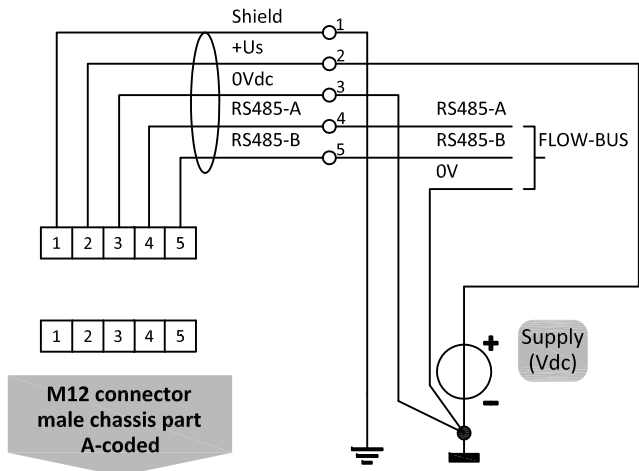 Shield
1
+Us
2
0Vdc
3
RS485-A
4
RS485-A
RS485-B
5
RS485-B
FLOW-BUS
0V
1 2 3 4 5
1 2 3 4 5
+
Supply
(Vdc)
−
M12 connector
male chassis part
A-coded